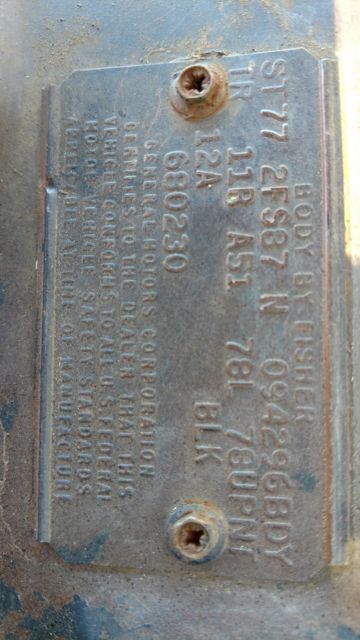 BODY BY FISHER
ST77 2FS87 N 094296BDY
TR 11B A51 78L 78UPNT
12A BLK
680230
GENERAL MOTORS CORPORATION
CERTIFIES TO THE DEALER THAT THIS
VEHICLE CONFORMS TO ALL U.S. FEDERAL
MOTOR VEHICLE SAFETY STANDARDS
APPLICABLE AT TIME OF MANUFACTURE